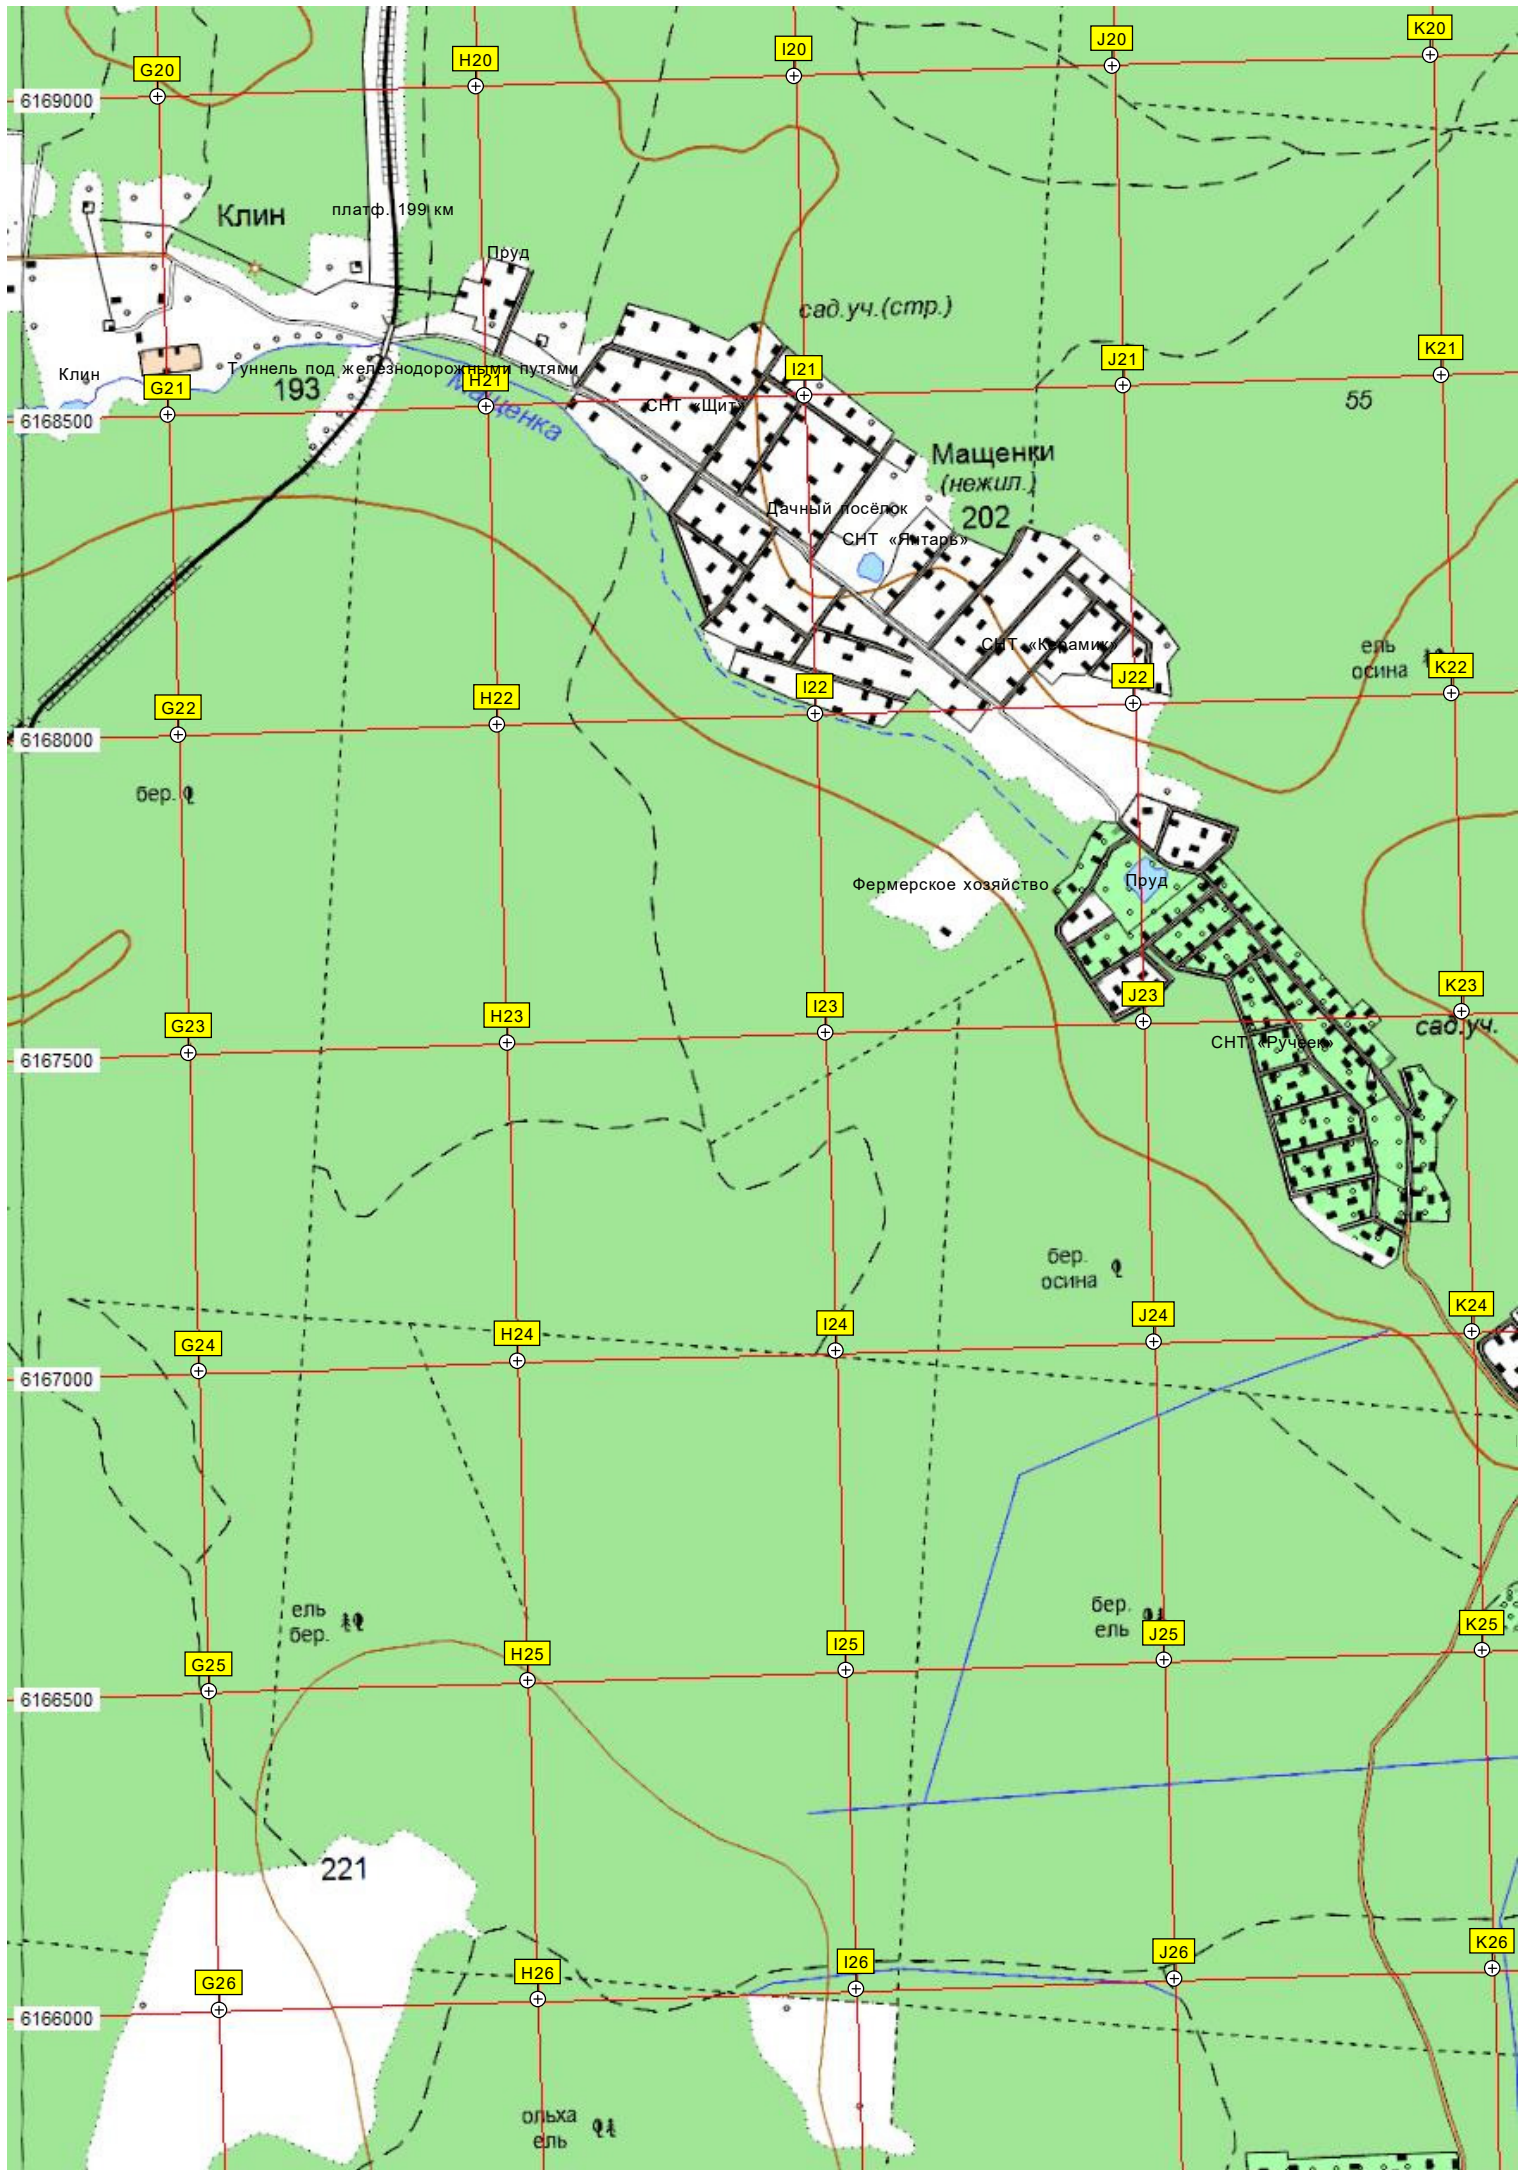 G20
H20
I20
J20
K20
6169000
Клин
платф. 199 км
Пруд
сад.уч.(стр.)
Клин
Туннель под железнодорожными путями
193
G21
H21
I21
J21
K21
Мащенка
СНТ «Щит»
55
6168500
Мащенки
(нежил.)
202
Дачный посёлок
СНТ «Янтарь»
СНТ «Керамик»
ель
осина
G22
H22
I22
J22
K22
6168000
бер.
Фермерское хозяйство
Пруд
G23
H23
I23
J23
K23
сад.уч.
СНТ «Ручеек»
6167500
бер.
осина
G24
H24
I24
J24
K24
6167000
ель
бер.
бер.
ель
G25
H25
I25
J25
K25
6166500
221
G26
H26
I26
J26
K26
6166000
ольха
ель